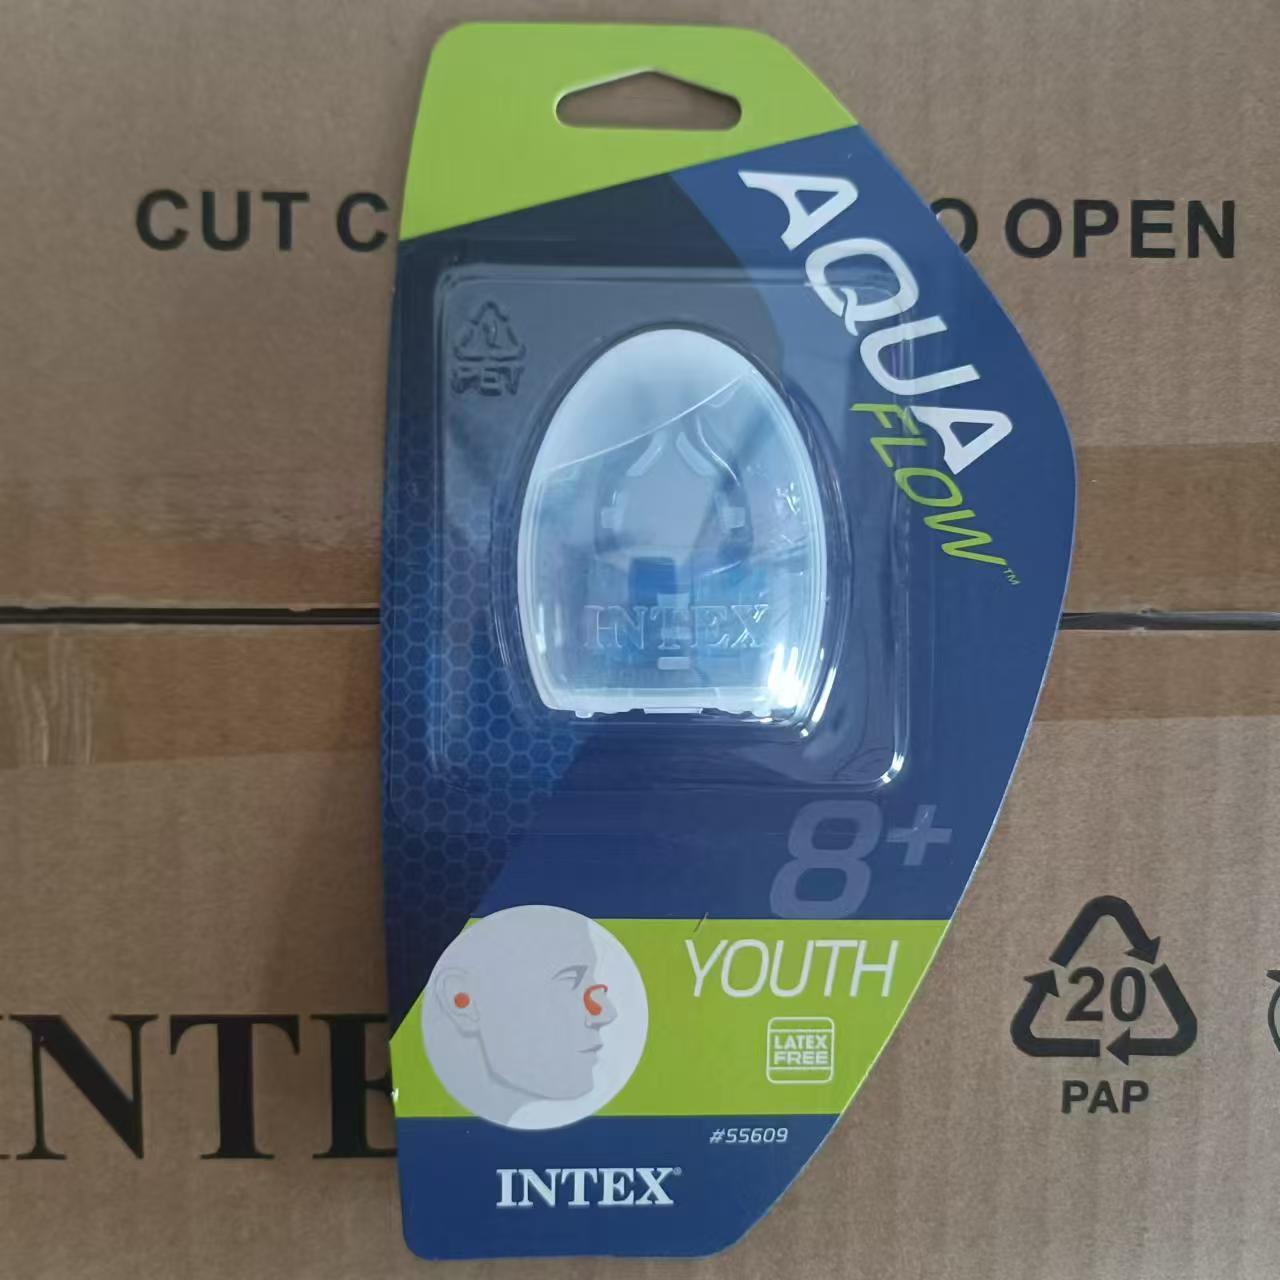 CUT C
O OPEN
AQUA
FLOW™
1
PET
INTEX
8+
YOUTH
LATEX
FREE
#55609
INTEX®
INTE
20
PAP